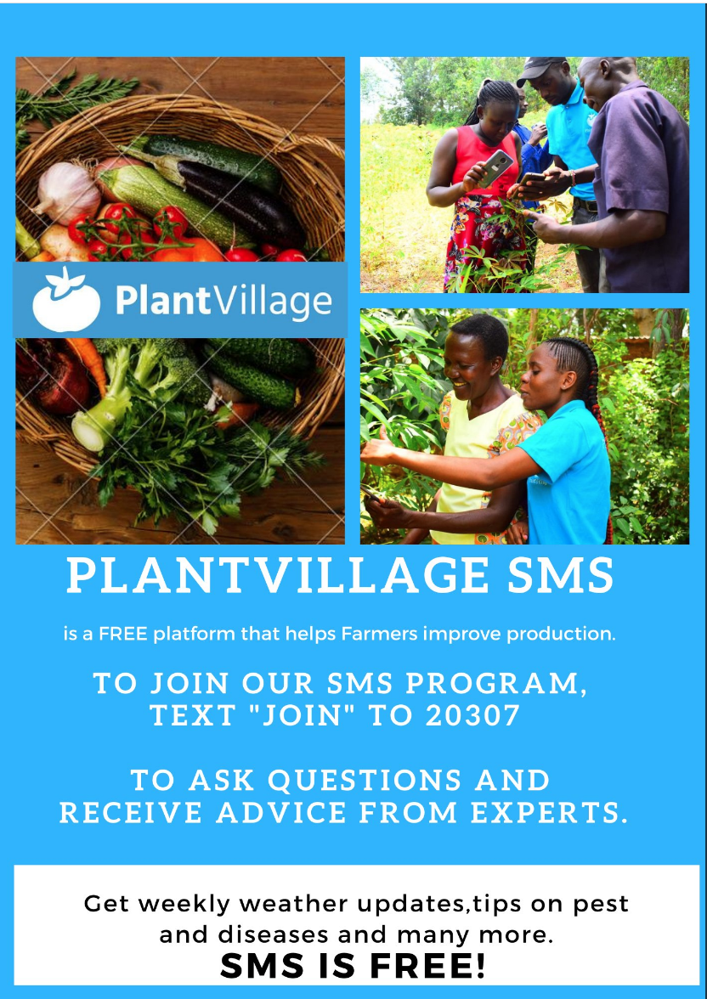 PlantVillage
PLANTVILLAGE SMS
is a FREE platform that helps Farmers improve production.
TO JOIN OUR SMS PROGRAM,
TEXT "JOIN" TO 20307
TO ASK QUESTIONS AND
RECEIVE ADVICE FROM EXPERTS.
Get weekly weather updates,tips on pest
and diseases and many more.
SMS IS FREE!